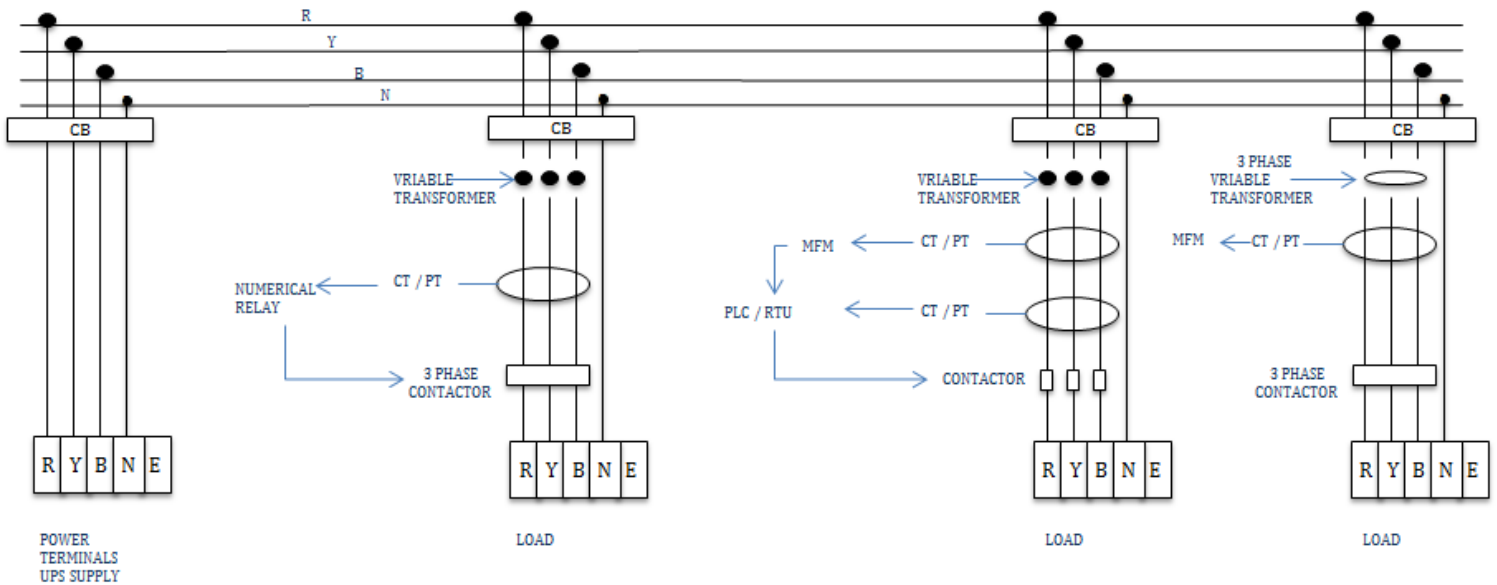 R
Y
B
N
CB
CB
CB
CB
VRIABLE
TRANSFORMER
VRIABLE
TRANSFORMER
3 PHASE
VRIABLE
TRANSFORMER
MFM
CT / PT
MFM
CT / PT
NUMERICAL
RELAY
CT / PT
PLC / RTU
CT / PT
3 PHASE
CONTACTOR
CONTACTOR
3 PHASE
CONTACTOR
R Y B N E
R Y B N E
R Y B N E
R Y B N E
POWER
TERMINALS
UPS SUPPLY
LOAD
LOAD
LOAD